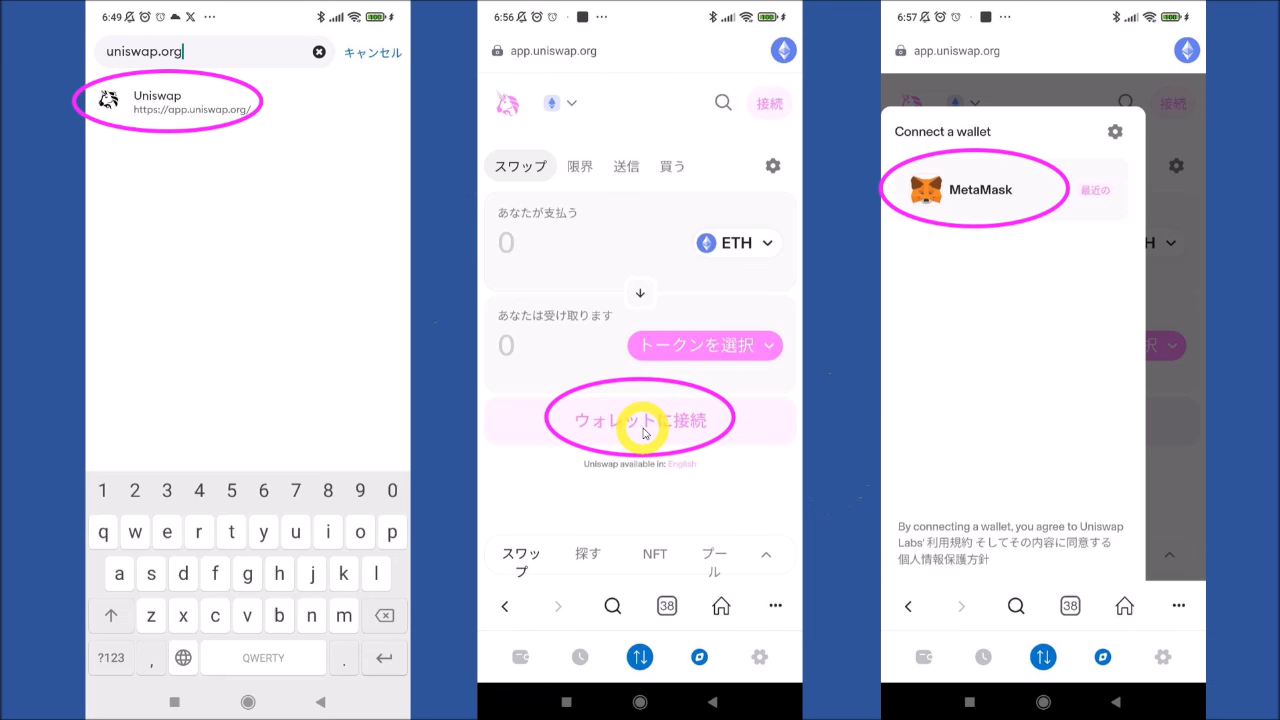 6:49
100
uniswap.org
キャンセル
Uniswap
https://app.uniswap.org/
1 2 3 4 5 6 7 8 9 0
q w e r t y u i o p
a s d f g h j k l
z x c v b n m
?123 , QWERTY .
6:56
100
app.uniswap.org
接続
スワップ 限界 送信 買う
あなたが支払う
0
ETH
あなたは受け取ります
0
トークンを選択
ウォレットに接続
Uniswap available in: English
スワップ 探す NFT プール
38
6:57
100
app.uniswap.org
接続
Connect a wallet
MetaMask
最近の
H
択
By connecting a wallet, you agree to Uniswap
Labs' 利用規約 そしてその内容に同意する
個人情報保護方針
38